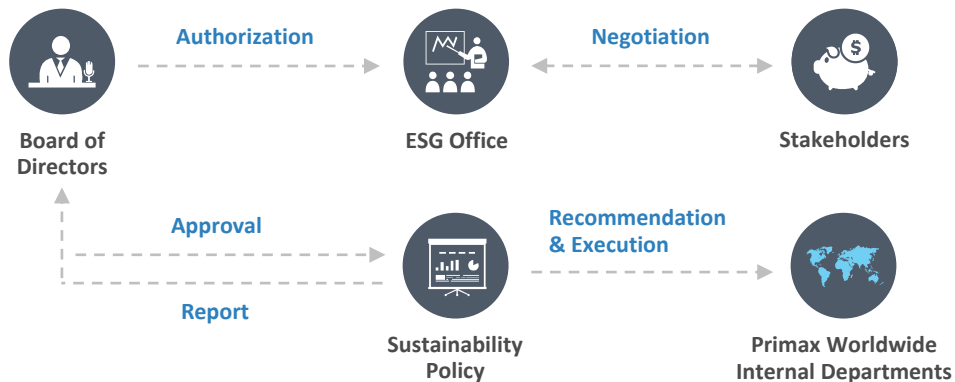 Authorization
Negotiation
$
Board of
Directors
ESG Office
Stakeholders
Approval
Recommendation
& Execution
Report
Sustainability
Policy
Primax Worldwide
Internal Departments